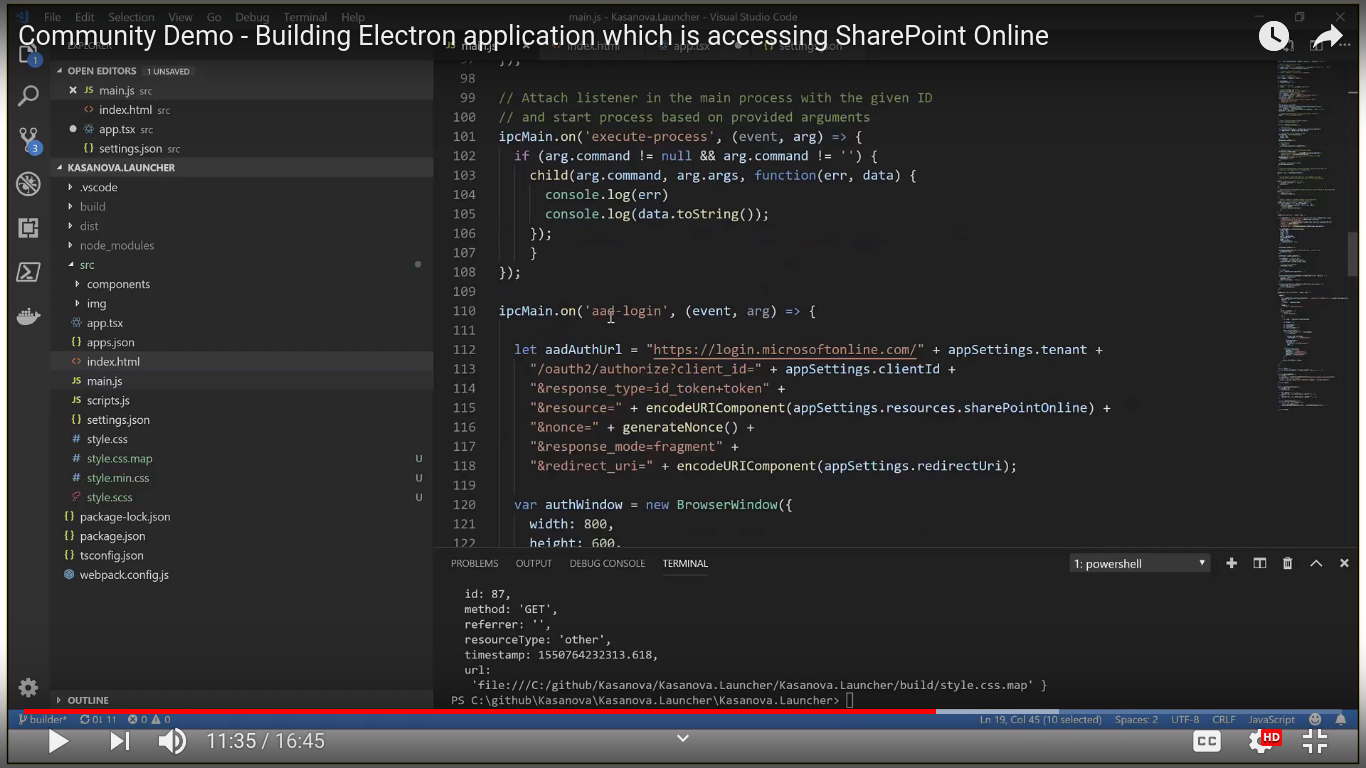 File Edit Selection View Go Debug Terminal Help
main.js - Kasanova.Launcher - Visual Studio Code
Community Demo - Building Electron application which is accessing SharePoint Online
EXPLORER
main.js index.html app.tsx settings.json
OPEN EDITORS 1 UNSAVED
JS main.js src
<> index.html src
app.tsx src
{} settings.json src
KASANOVA.LAUNCHER
.vscode
build
dist
node_modules
src
components
img
app.tsx
{} apps.json
<> index.html
JS main.js
JS scripts.js
{} settings.json
# style.css
{} style.css.map U
# style.min.css U
style.scss U
{} package-lock.json
{} package.json
{} tsconfig.json
webpack.config.js
OUTLINE
1
3
97 });
98
99 // Attach listener in the main process with the given ID
100 // and start process based on provided arguments
101 ipcMain.on('execute-process', (event, arg) => {
102 if (arg.command != null && arg.command != '') {
103 child(arg.command, arg.args, function(err, data) {
104 console.log(err)
105 console.log(data.toString());
106 });
107 }
108 });
109
110 ipcMain.on('aad-login', (event, arg) => {
111
112 let aadAuthUrl = "https://login.microsoftonline.com/" + appSettings.tenant +
113 "/oauth2/authorize?client_id=" + appSettings.clientId +
114 "&response_type=id_token+token" +
115 "&resource=" + encodeURIComponent(appSettings.resources.sharePointOnline) +
116 "&nonce=" + generateNonce() +
117 "&response_mode=fragment" +
118 "&redirect_uri=" + encodeURIComponent(appSettings.redirectUri);
119
120 var authWindow = new BrowserWindow({
121 width: 800,
122 height: 600,
PROBLEMS OUTPUT DEBUG CONSOLE TERMINAL 1: powershell
id: 87,
method: 'GET',
referrer: '',
resourceType: 'other',
timestamp: 1550764232313.618,
url:
'file:///C:/github/Kasanova/Kasanova.Launcher/Kasanova.Launcher/build/style.css.map' }
PS C:\github\Kasanova\Kasanova.Launcher\Kasanova.Launcher>
builder* 0↓ 1↑ 0 0 Ln 19, Col 45 (10 selected) Spaces: 2 UTF-8 CRLF JavaScript
11:35 / 16:45 CC HD